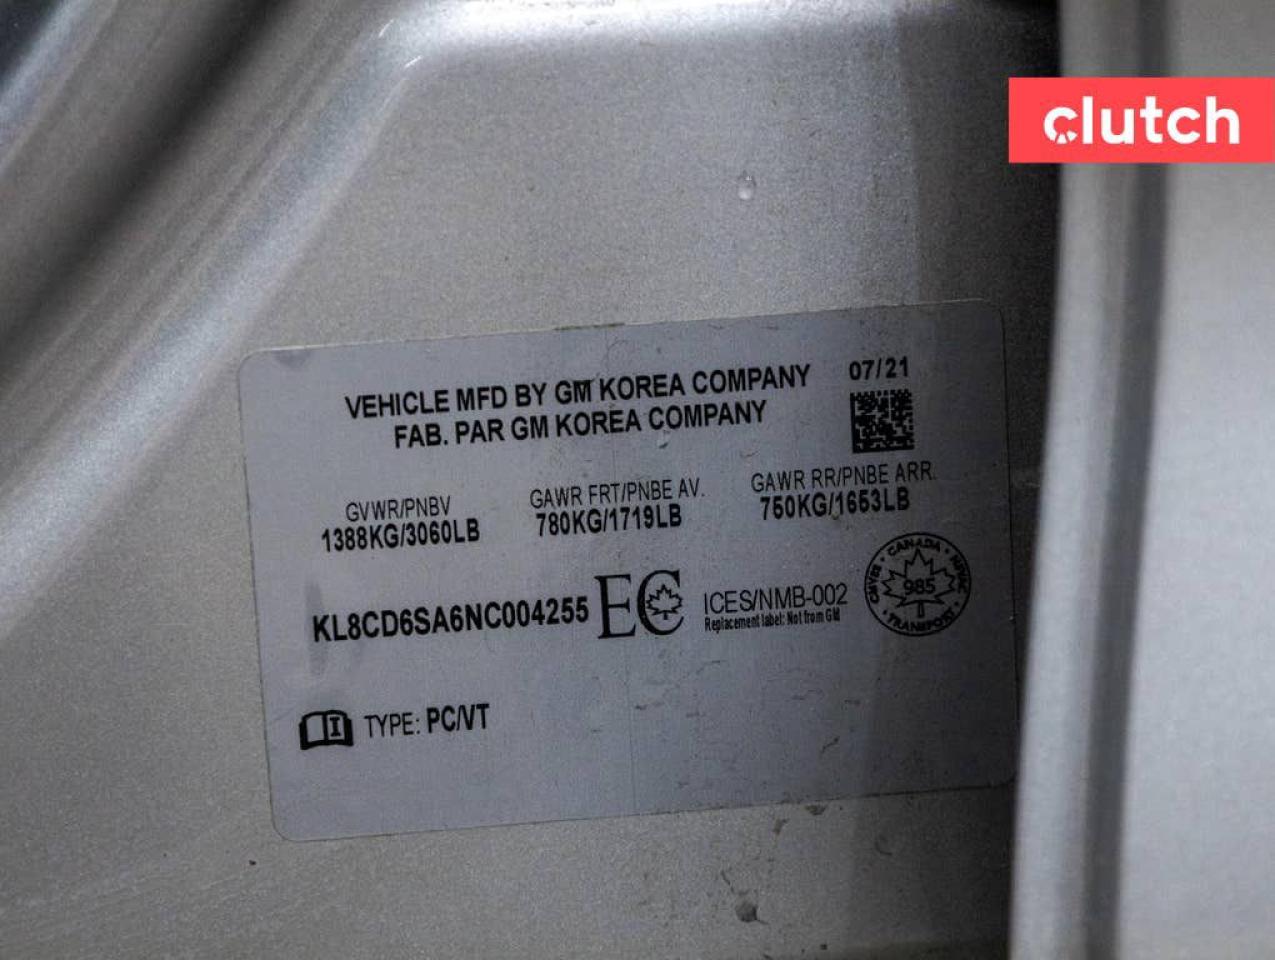 clutch
VEHICLE MFD BY GM KOREA COMPANY
FAB. PAR GM KOREA COMPANY
07/21
GVWR/PNBV
1388KG/3060LB
GAWR FRT/PNBE AV.
780KG/1719LB
GAWR RR/PNBE ARR.
750KG/1653LB
KL8CD6SA6NC004255
EC
ICES/NMB-002
Replacement label: Not from GM
CANADA
CMVSS
NSVAC
985
TRANSPORT
TYPE: PC/VT